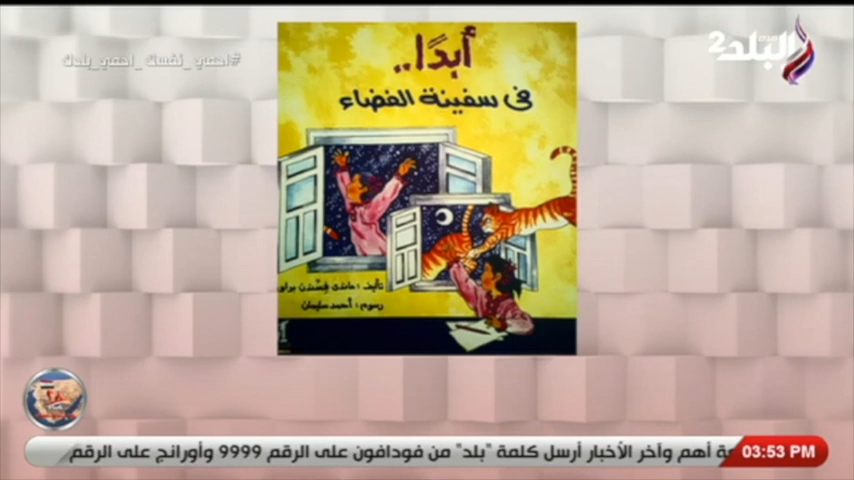 #احمي_نفسك_احمي_بلدك
صدى
البلد 2
أبدًا..
في سفينة الفضاء
رسوم: أحمد سليمان
ة أهم وآخر الأخبار أرسل كلمة "بلد" من فودافون على الرقم 9999 وأورانج على الرقم
03:53 PM